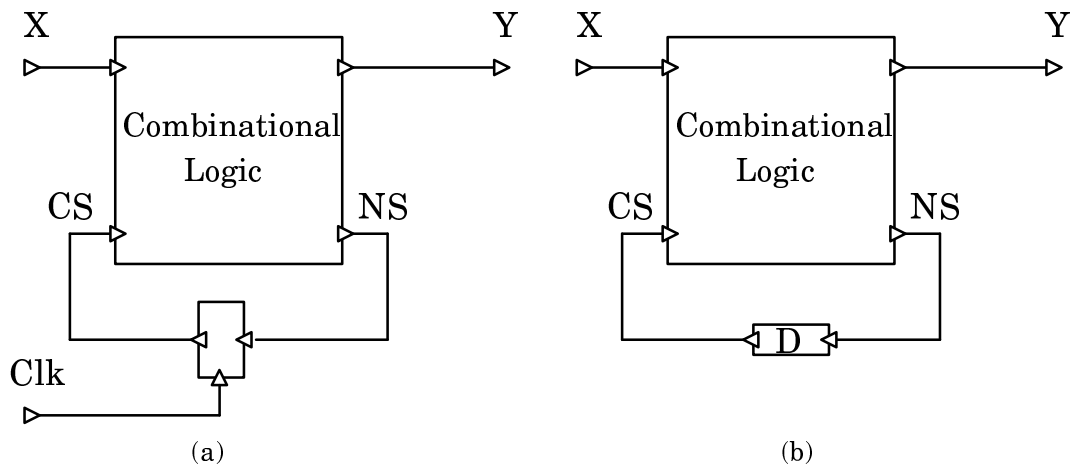 X
Y
Combinational
Logic
CS
NS
Clk
(a)
X
Y
Combinational
Logic
CS
NS
D
(b)